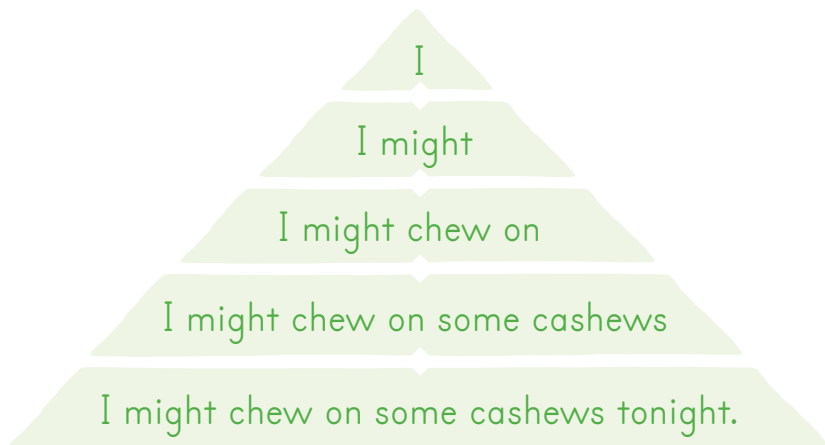 I
I might
I might chew on
I might chew on some cashews
I might chew on some cashews tonight.